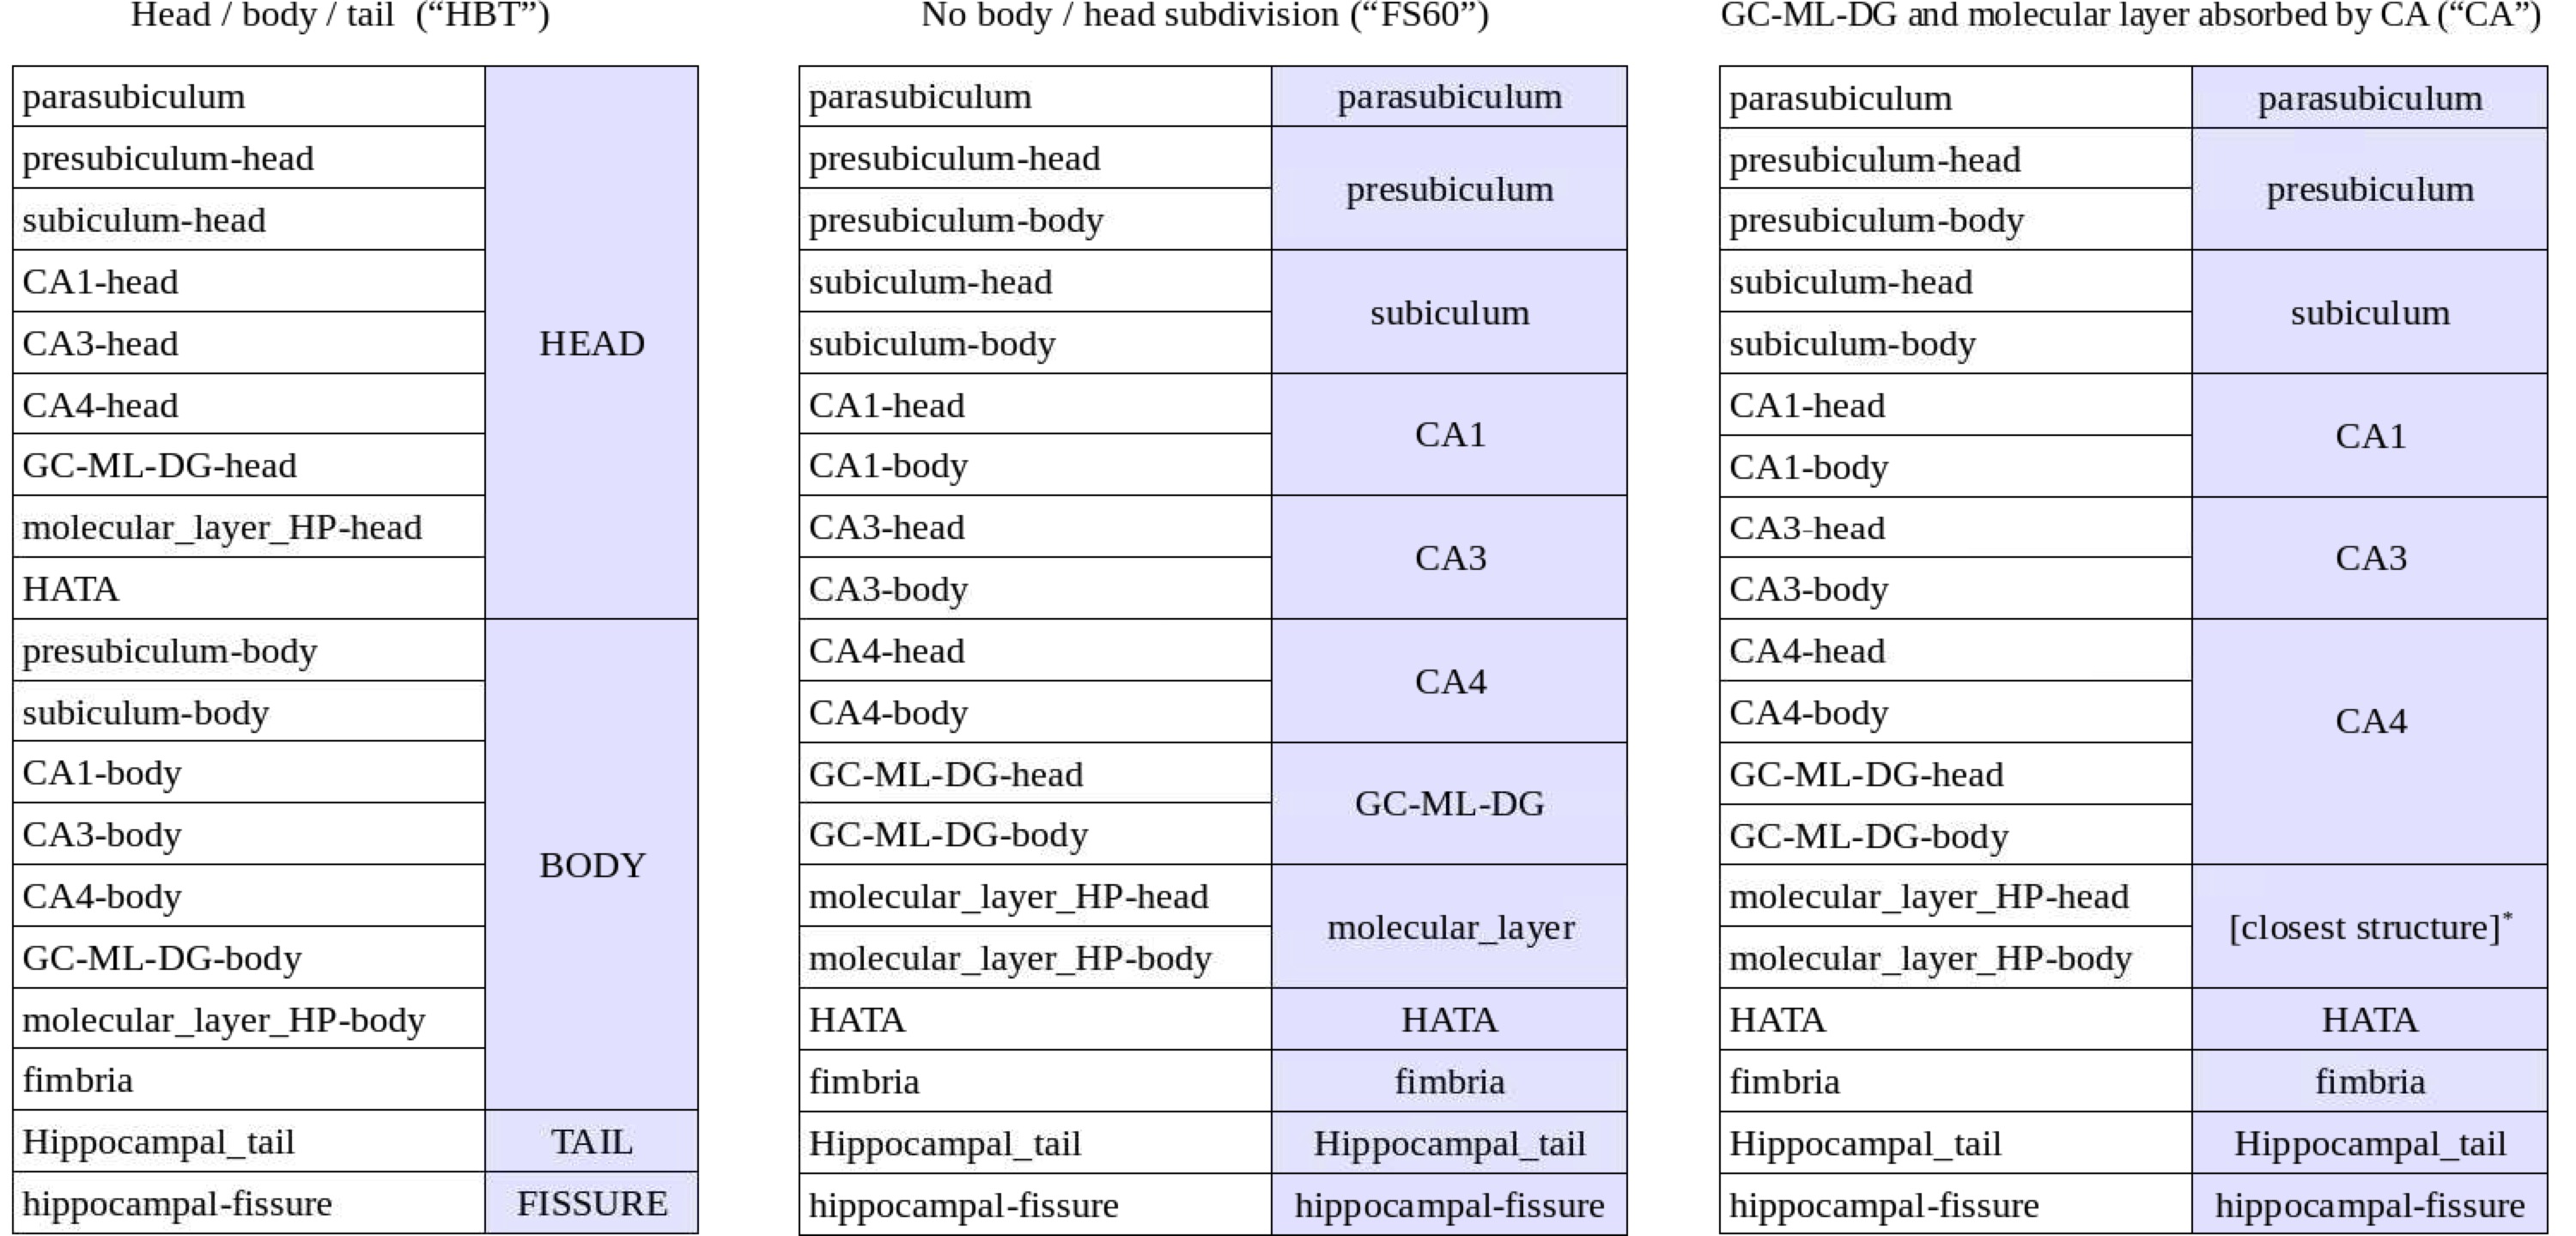 Head / body / tail (“HBT”)
parasubiculum
presubiculum-head
subiculum-head
CA1-head
CA3-head
CA4-head
GC-ML-DG-head
molecular_layer_HP-head
HATA
HEAD
presubiculum-body
subiculum-body
CA1-body
CA3-body
CA4-body
GC-ML-DG-body
molecular_layer_HP-body
fimbria
BODY
Hippocampal_tail TAIL
hippocampal-fissure FISSURE
No body / head subdivision (“FS60”)
parasubiculum parasubiculum
presubiculum-head
presubiculum-body
presubiculum
subiculum-head
subiculum-body
subiculum
CA1-head
CA1-body
CA1
CA3-head
CA3-body
CA3
CA4-head
CA4-body
CA4
GC-ML-DG-head
GC-ML-DG-body
GC-ML-DG
molecular_layer_HP-head
molecular_layer_HP-body
molecular_layer
HATA HATA
fimbria fimbria
Hippocampal_tail Hippocampal_tail
hippocampal-fissure hippocampal-fissure
GC-ML-DG and molecular layer absorbed by CA (“CA”)
parasubiculum parasubiculum
presubiculum-head
presubiculum-body
presubiculum
subiculum-head
subiculum-body
subiculum
CA1-head
CA1-body
CA1
CA3-head
CA3-body
CA3
CA4-head
CA4-body
GC-ML-DG-head
GC-ML-DG-body
CA4
molecular_layer_HP-head
molecular_layer_HP-body
[closest structure]*
HATA HATA
fimbria fimbria
Hippocampal_tail Hippocampal_tail
hippocampal-fissure hippocampal-fissure